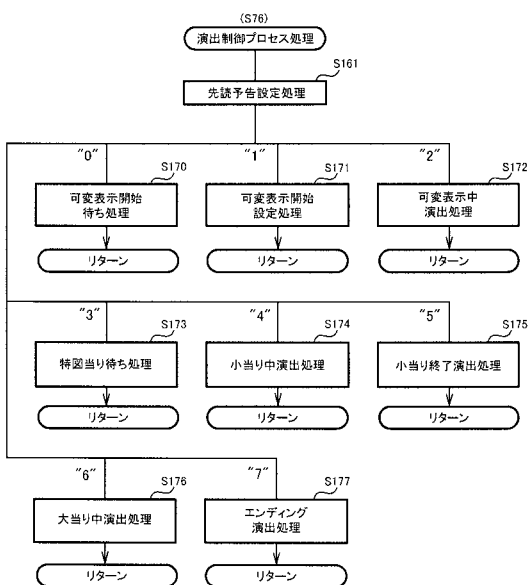 (S76)
演出制御プロセス処理
S161
先読予告設定処理
"0"
"1"
"2"
S170
S171
S172
可変表示開始
待ち処理
可変表示開始
設定処理
可変表示中
演出処理
リターン
リターン
リターン
"3"
"4"
"5"
S173
S174
S175
特図当り待ち処理
小当り中演出処理
小当り終了演出処理
リターン
リターン
リターン
"6"
"7"
S176
S177
大当り中演出処理
エンディング
演出処理
リターン
リターン